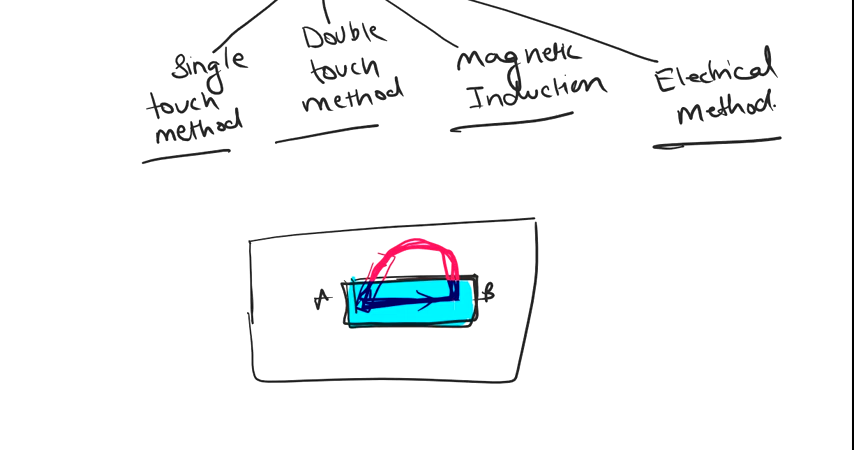 Single
touch
method
Double
touch
method
Magnetic
Induction
Electrical
Method.
A
B